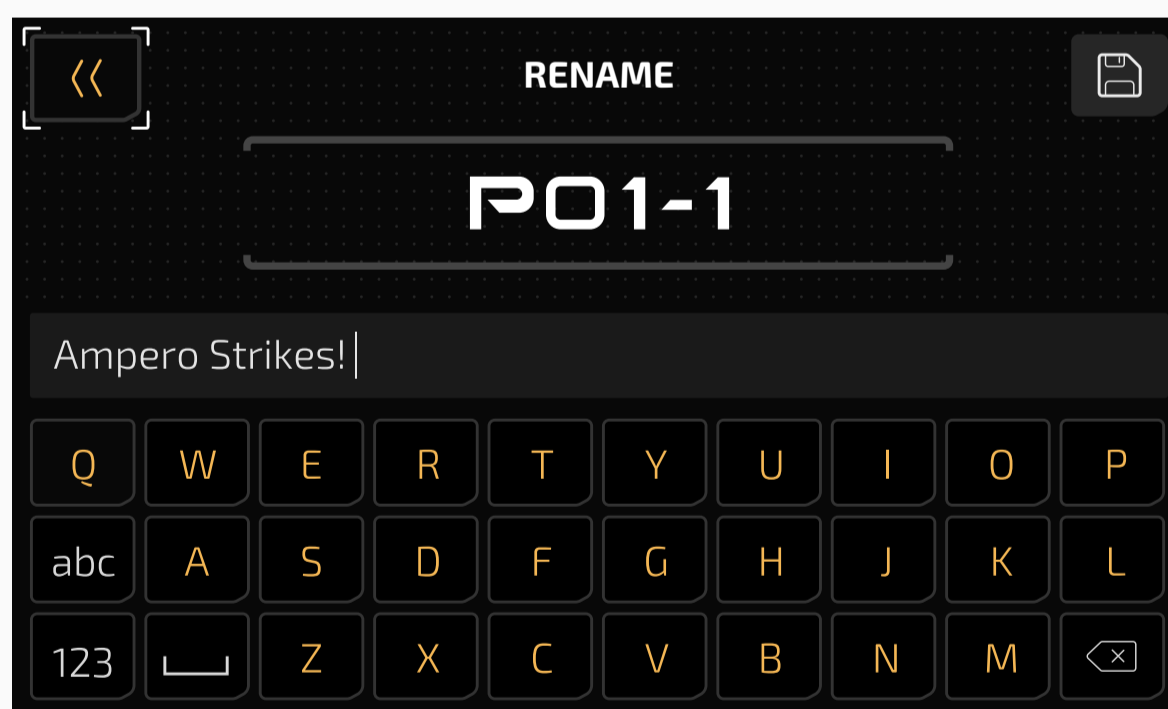 RENAME
P01-1
Ampero Strikes!
Q W E R T Y U I O P
abc A S D F G H J K L
123 Z X C V B N M